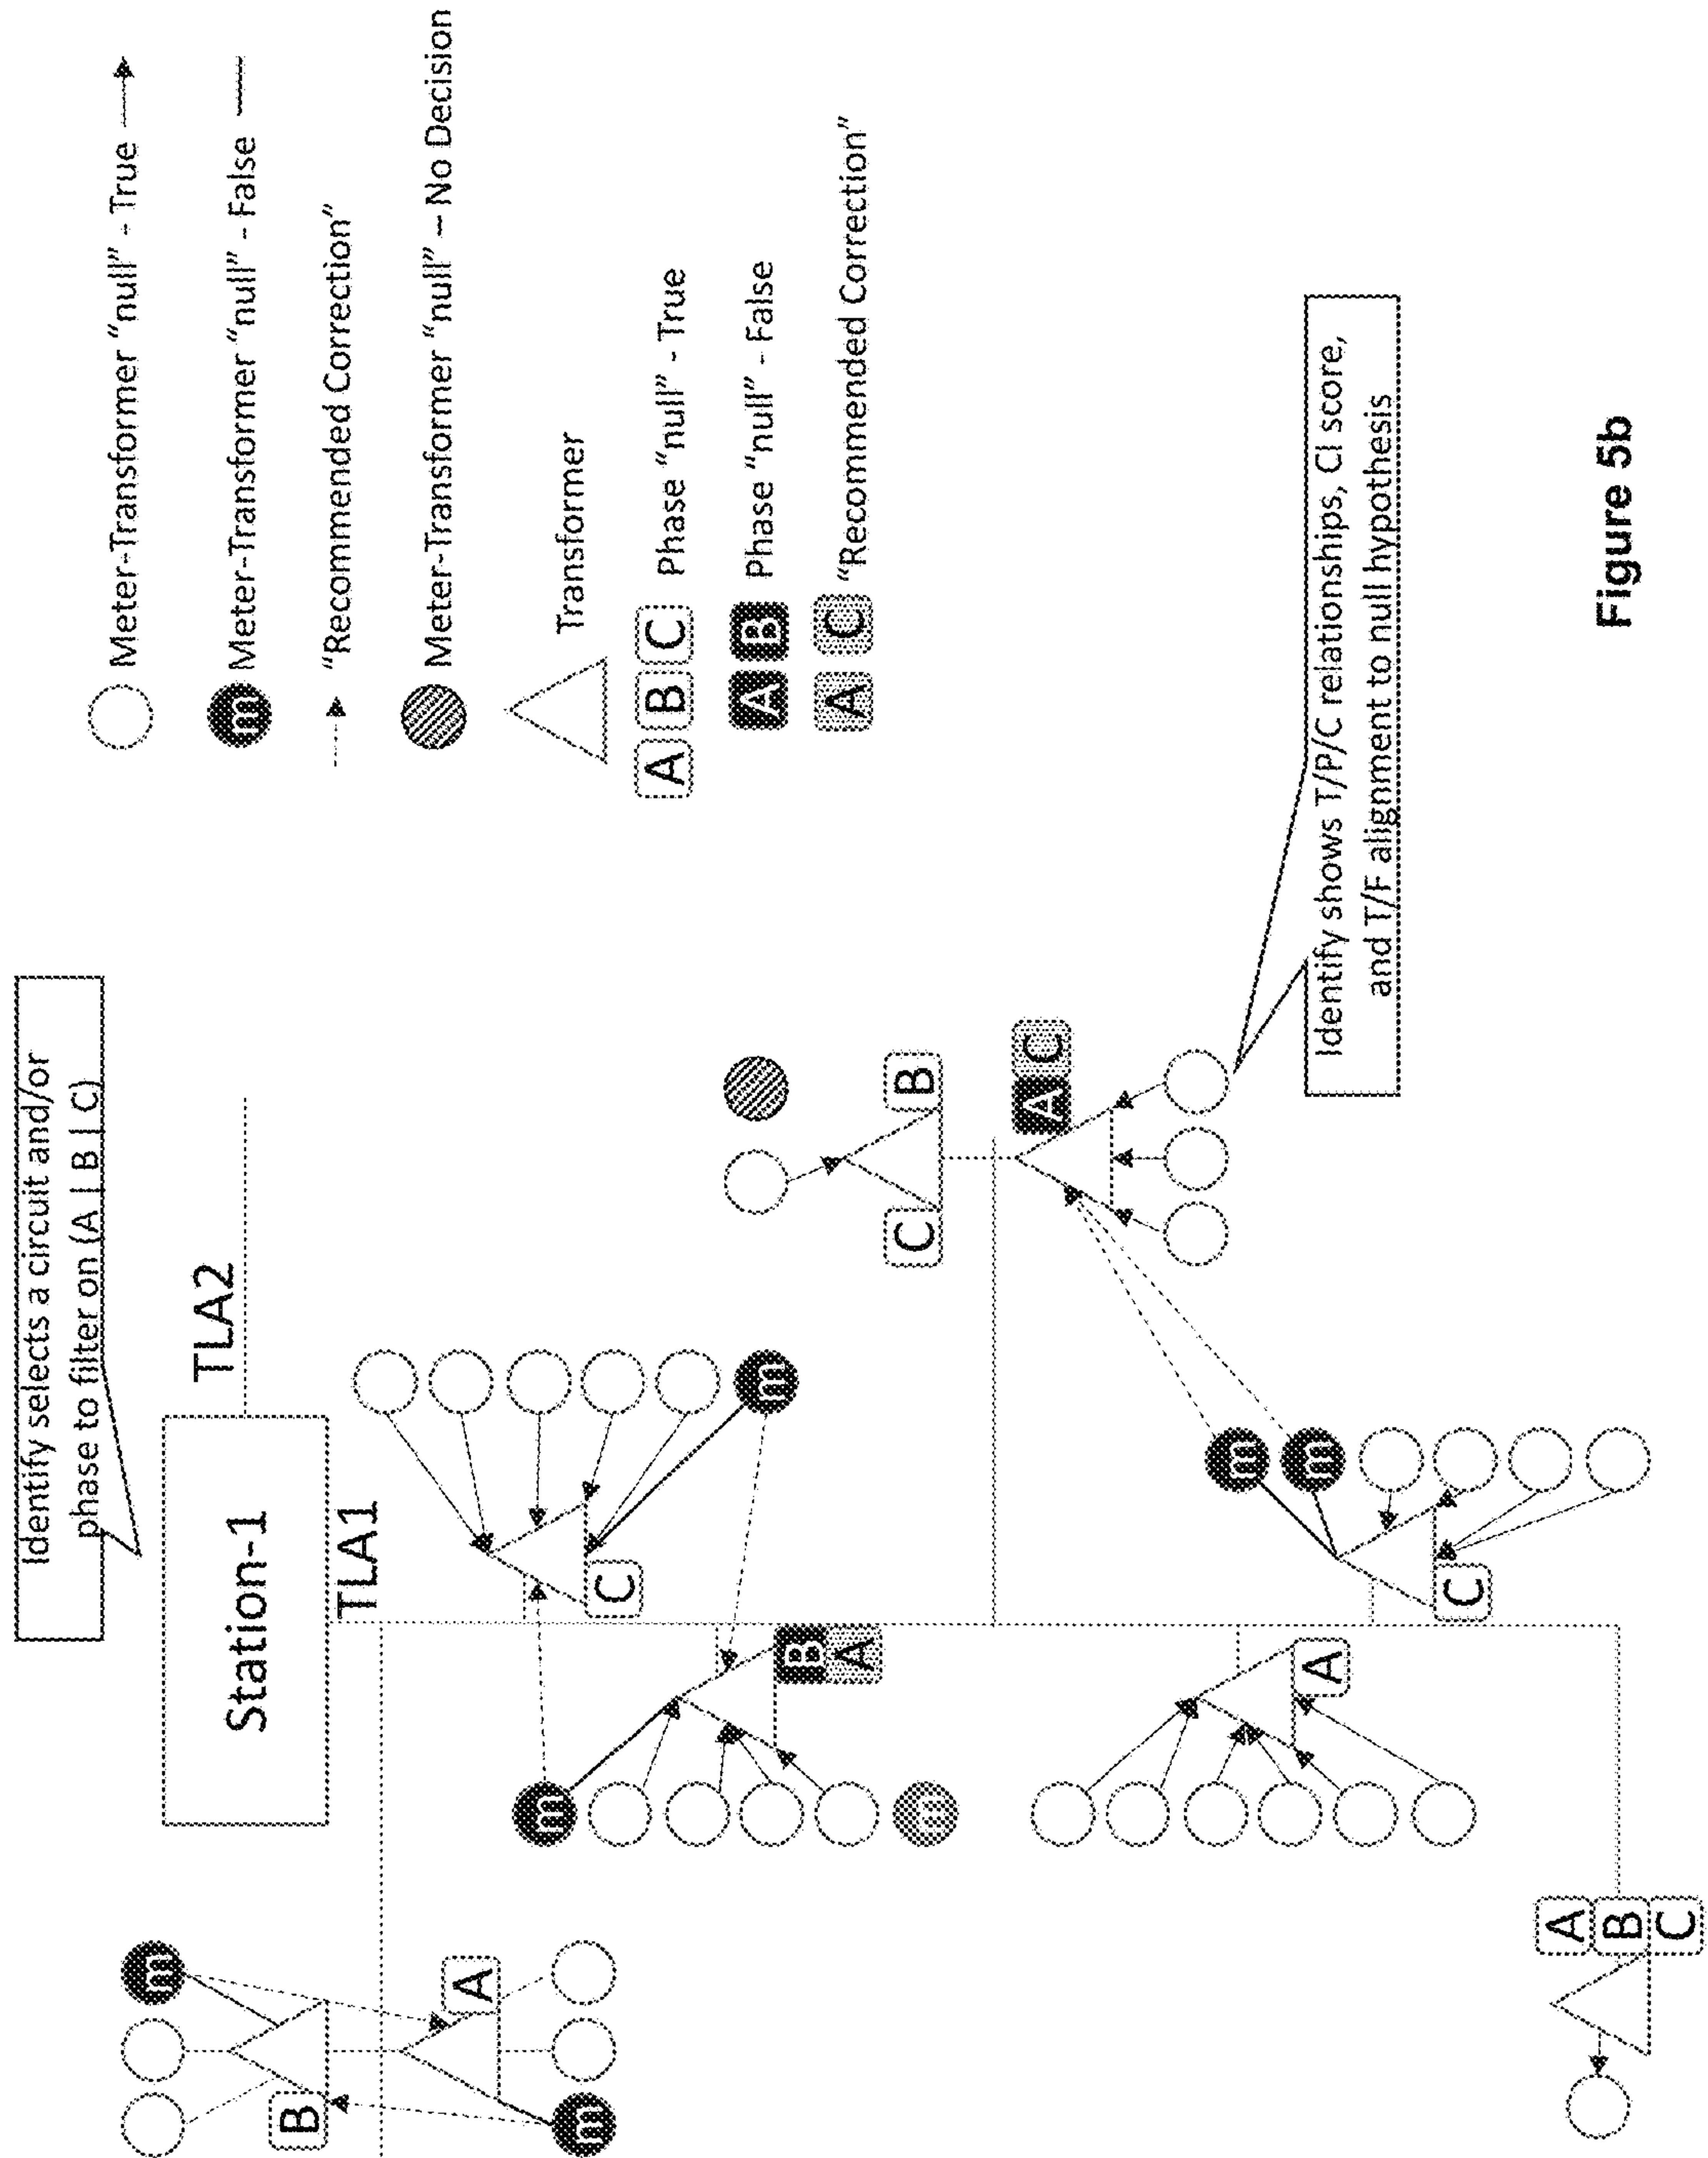 Identify selects a circuit and/or
phase to filter on (A | B | C)
Station-1
TLA2
TLA1
m
B
A
m
C
m
m
B
A
m
C
B
A
C
m
m
C
A
A
B
C
Identify shows T/P/C relationships, CI score,
and T/F alignment to null hypothesis
Meter-Transformer “null” - True
m Meter-Transformer “null” - False
“Recommended Correction”
Meter-Transformer “null” – No Decision
Transformer
A B C Phase “null” - True
A B Phase “null” - False
A C “Recommended Correction”
m
Figure 5b